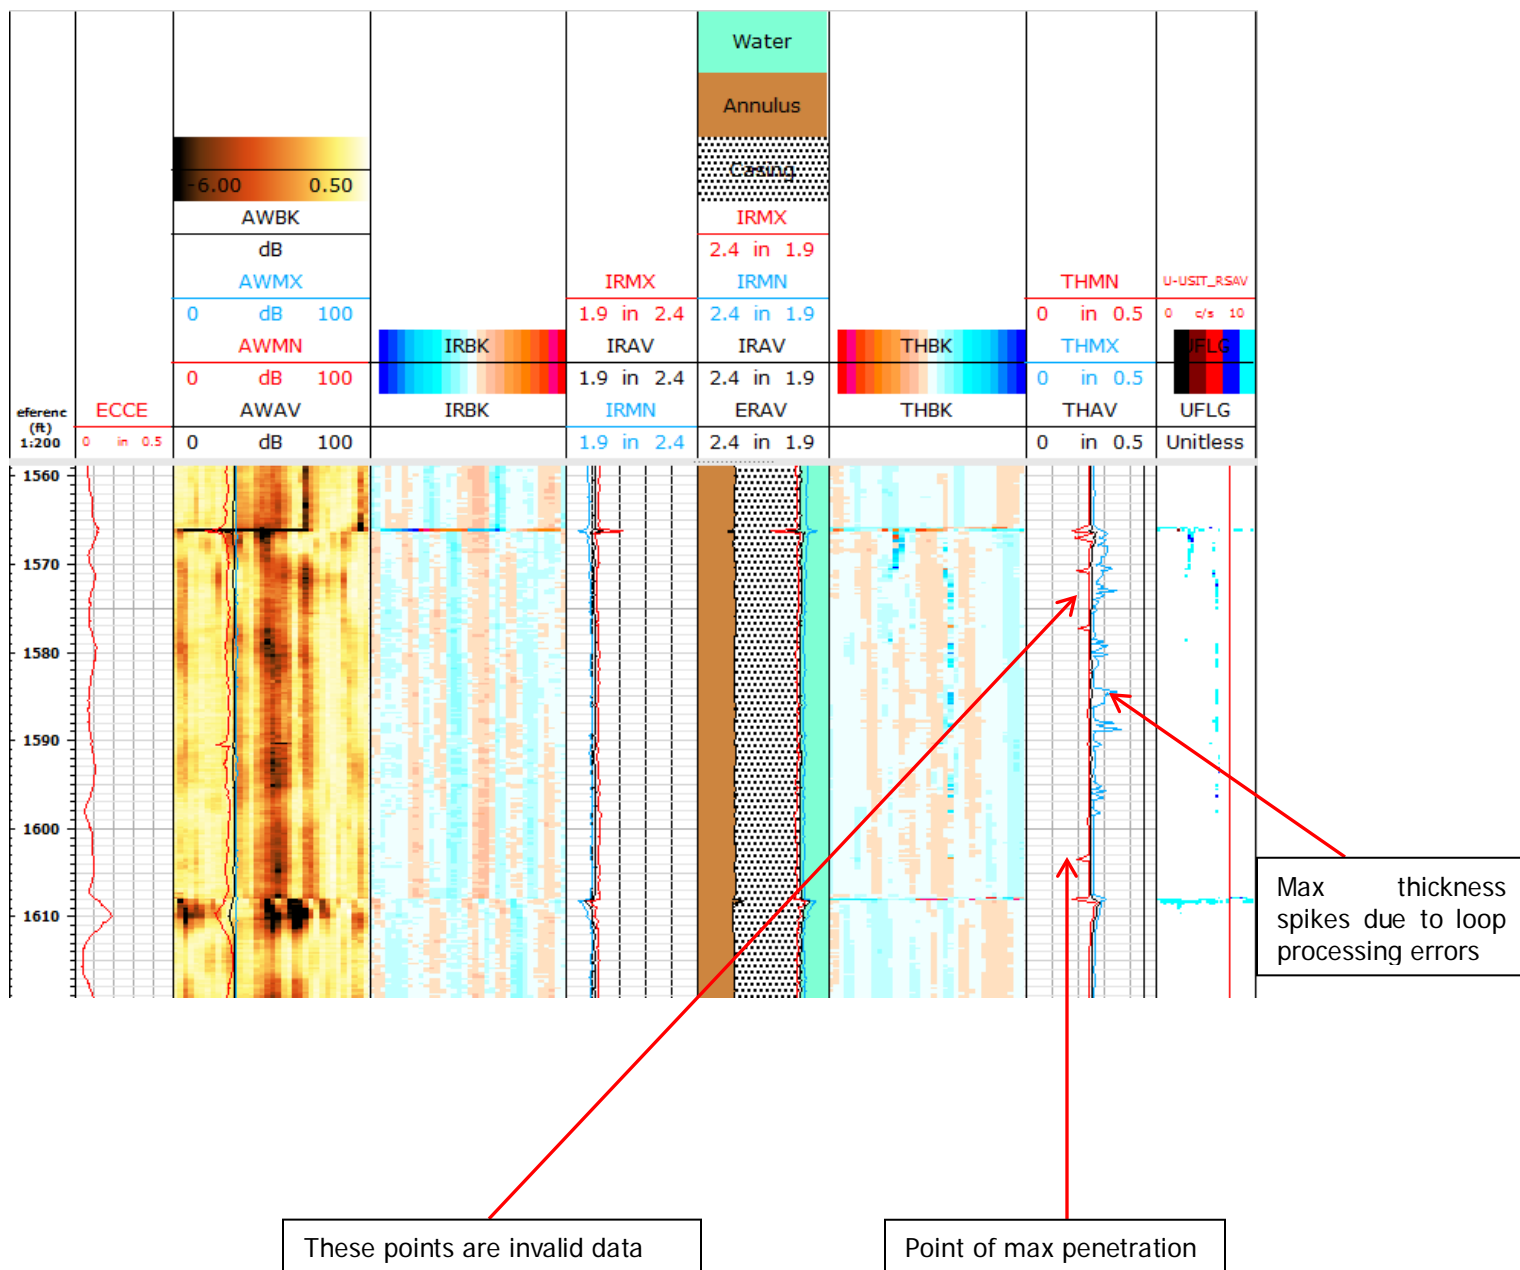 Water
Annulus
Casing
-6.00 0.50
AWBK
IRMX
dB
2.4 in 1.9
AWMX
IRMX
IRMN
THMN
U-USIT_RSAV
0 dB 100
1.9 in 2.4
2.4 in 1.9
0 in 0.5
0 c/s 10
AWMN
IRBK
IRAV
IRAV
THBK
THMX
UFLG
0 dB 100
1.9 in 2.4
2.4 in 1.9
0 in 0.5
eferenc
(ft)
1:200
ECCE
AWAV
IRBK
IRMN
ERAV
THBK
THAV
UFLG
0 in 0.5
0 dB 100
1.9 in 2.4
2.4 in 1.9
0 in 0.5
Unitless
1560
1570
1580
1590
1600
1610
Max thickness
spikes due to loop
processing errors
These points are invalid data
Point of max penetration